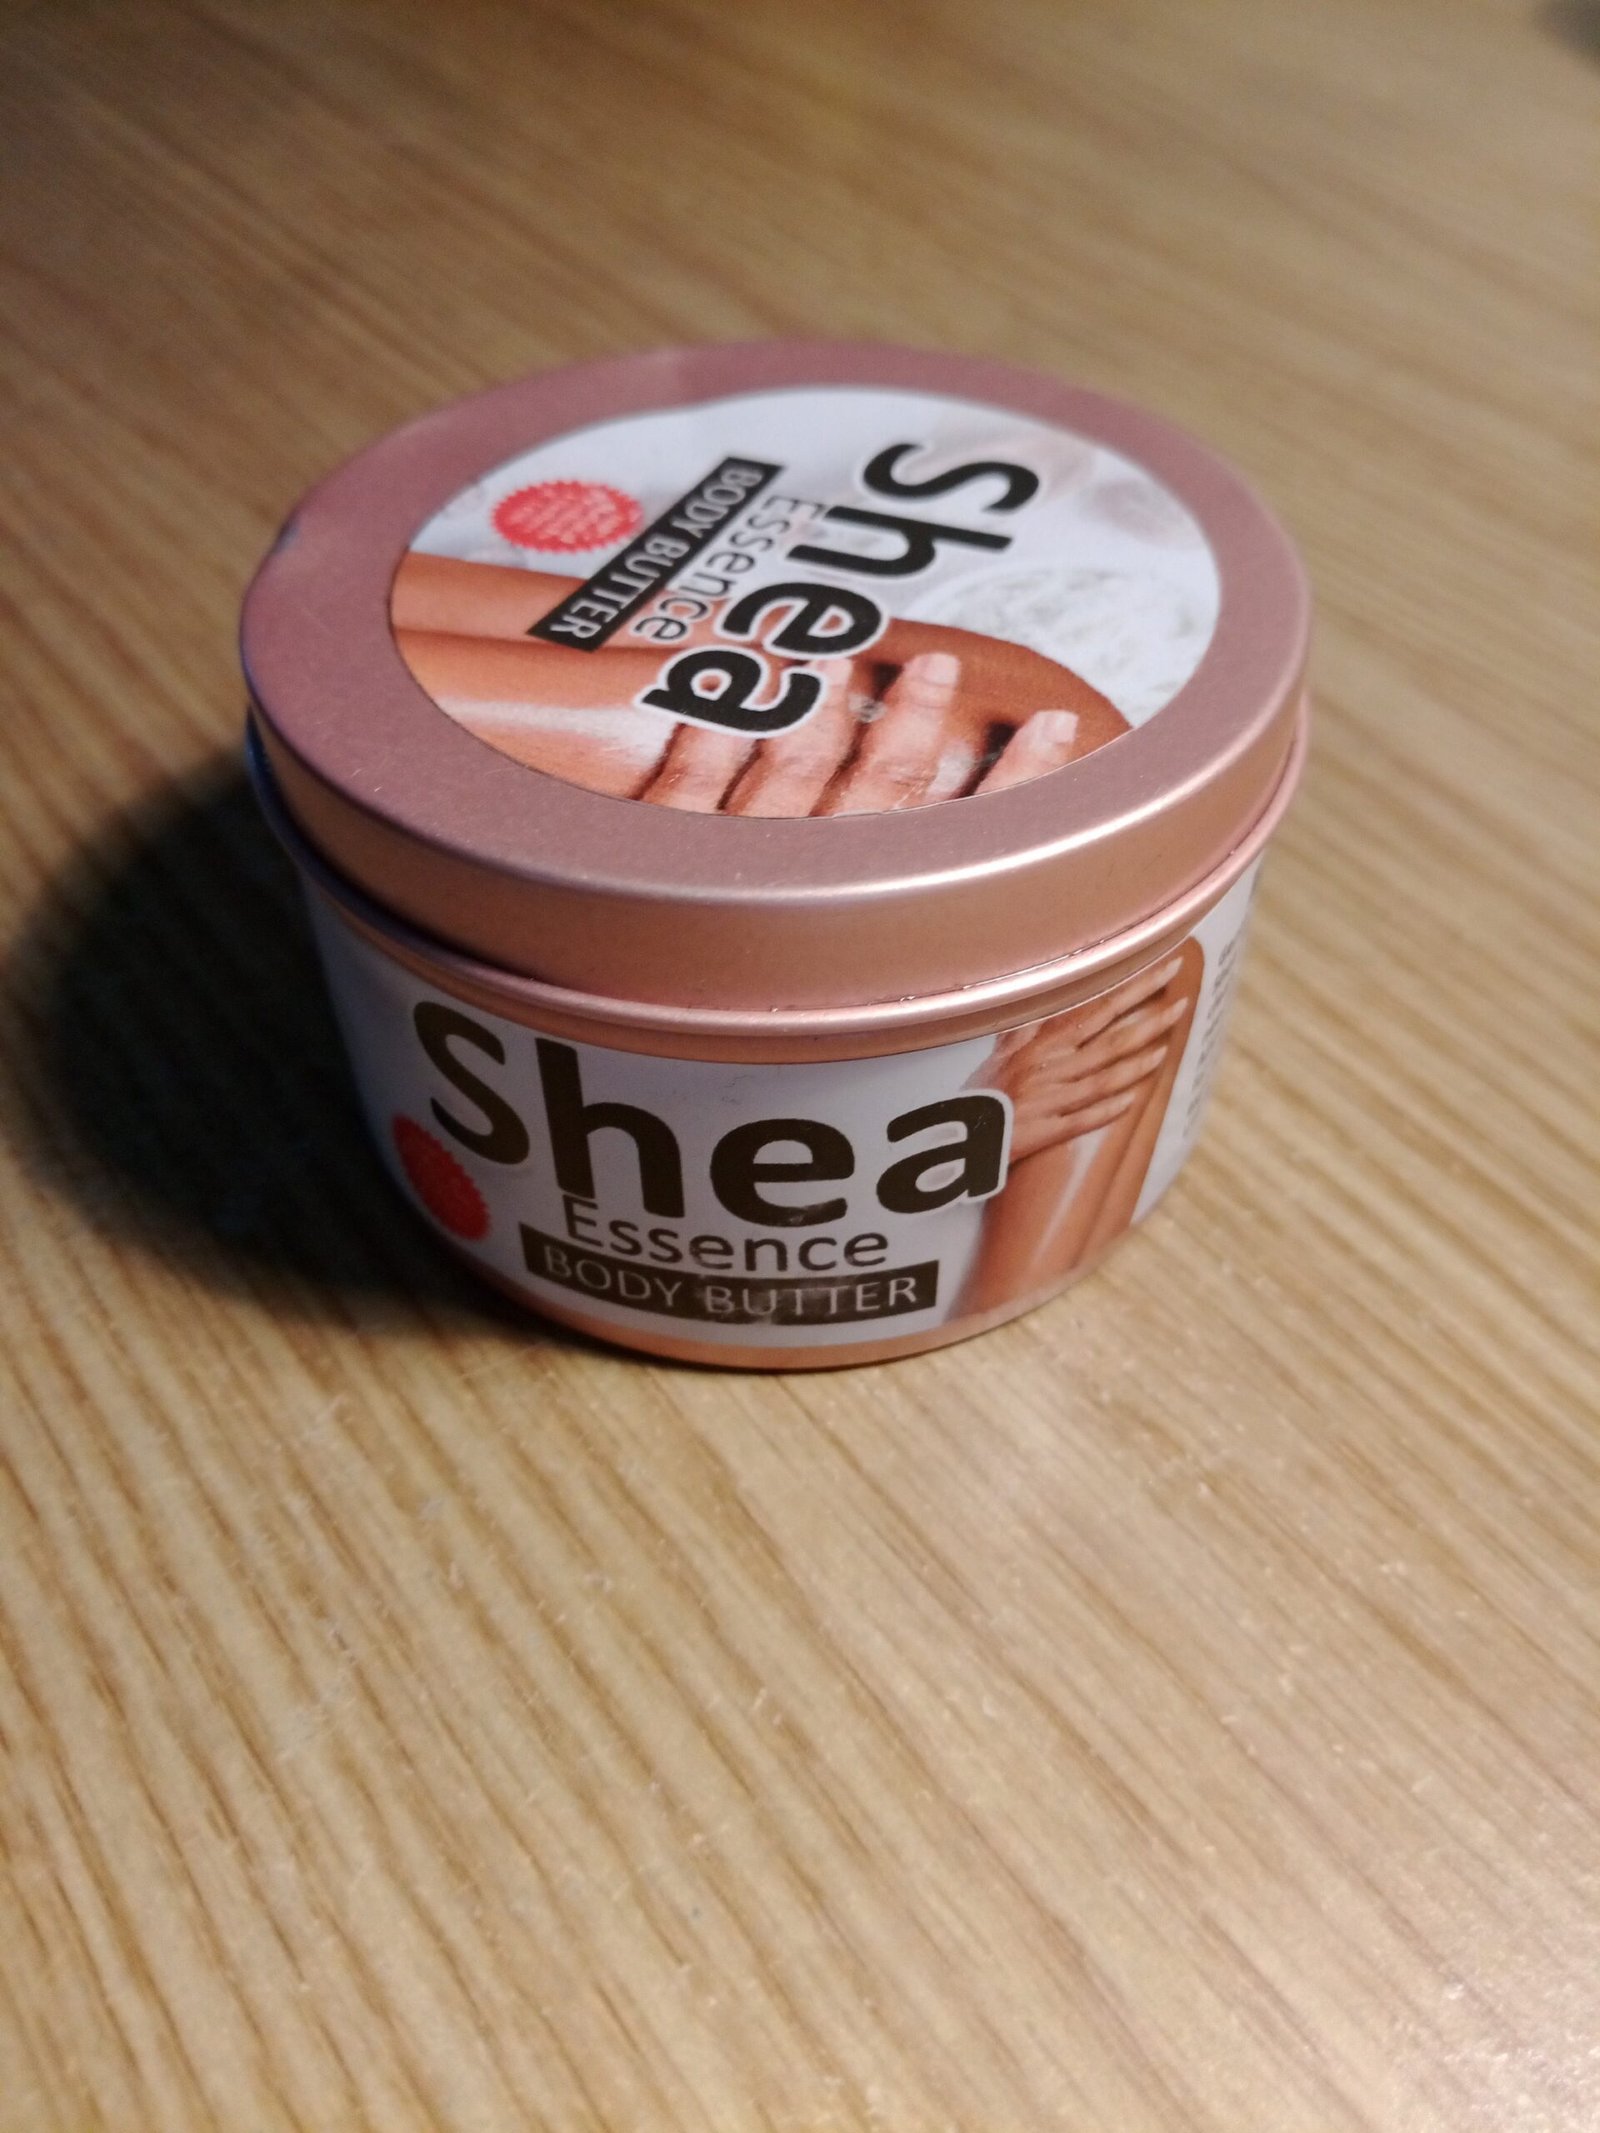 Shea
Essence
BODY BUTTER
Shea
Essence
BODY BUTTER